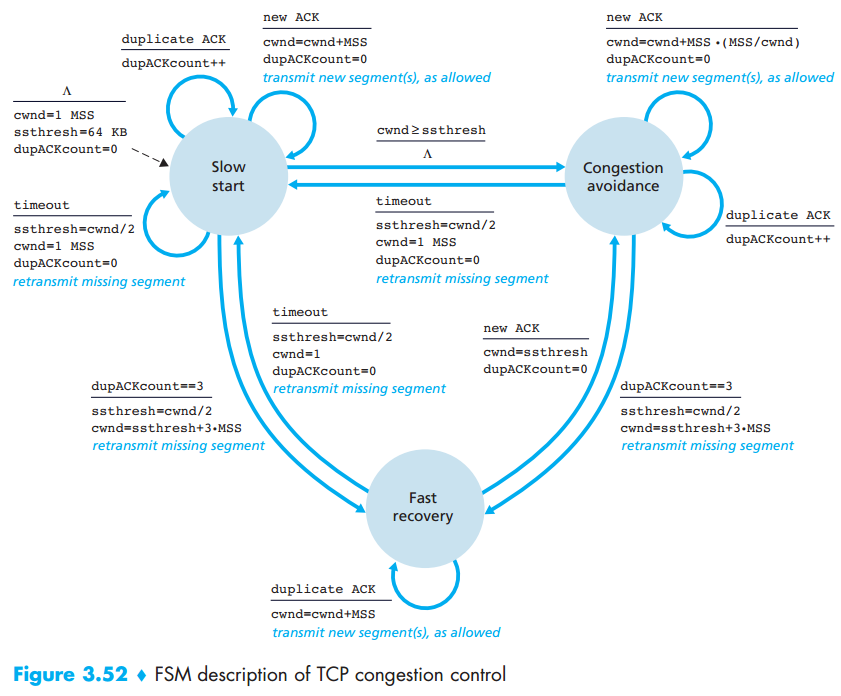 new ACK
cwnd=cwnd+MSS
dupACKcount=0
transmit new segment(s), as allowed
new ACK
cwnd=cwnd+MSS •(MSS/cwnd)
dupACKcount=0
transmit new segment(s), as allowed
duplicate ACK
dupACKcount++
Λ
cwnd=1 MSS
ssthresh=64 KB
dupACKcount=0
Slow
start
cwnd≥ssthresh
Λ
Congestion
avoidance
timeout
ssthresh=cwnd/2
cwnd=1 MSS
dupACKcount=0
retransmit missing segment
timeout
ssthresh=cwnd/2
cwnd=1 MSS
dupACKcount=0
retransmit missing segment
duplicate ACK
dupACKcount++
timeout
ssthresh=cwnd/2
cwnd=1
dupACKcount=0
retransmit missing segment
new ACK
cwnd=ssthresh
dupACKcount=0
dupACKcount==3
ssthresh=cwnd/2
cwnd=ssthresh+3•MSS
retransmit missing segment
dupACKcount==3
ssthresh=cwnd/2
cwnd=ssthresh+3•MSS
retransmit missing segment
Fast
recovery
duplicate ACK
cwnd=cwnd+MSS
transmit new segment(s), as allowed
Figure 3.52 ♦ FSM description of TCP congestion control